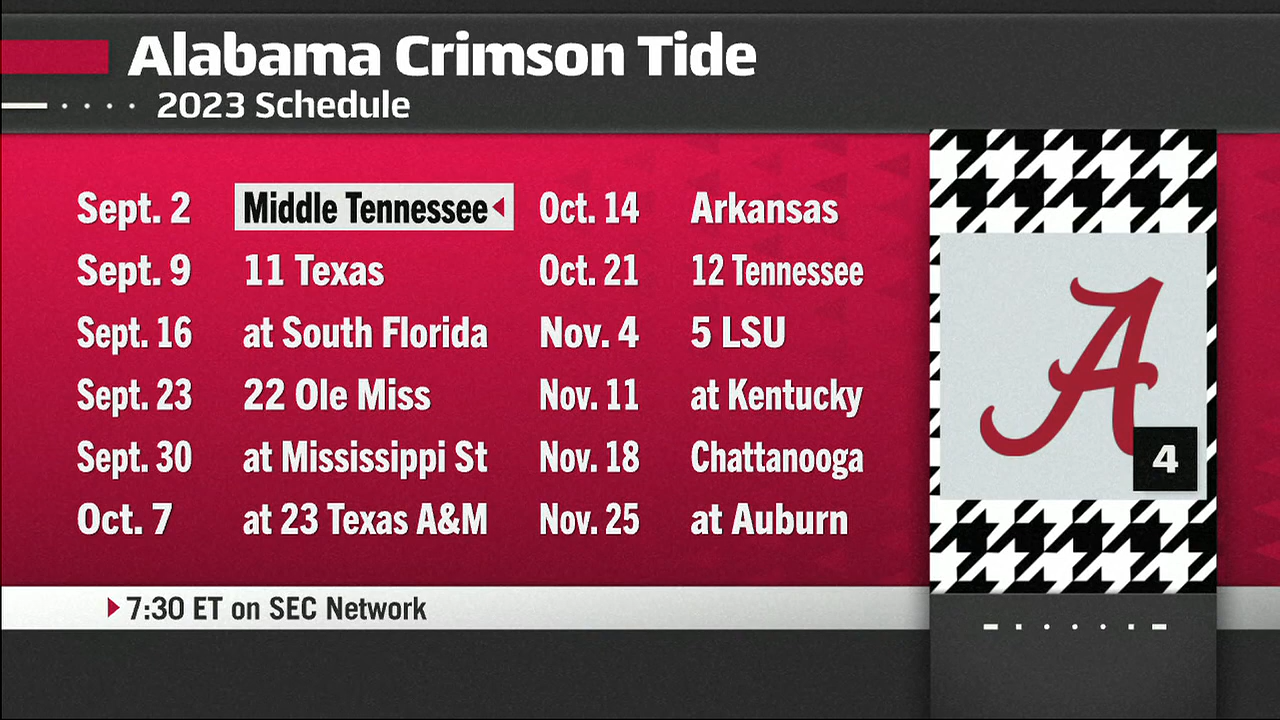 Alabama Crimson Tide
2023 Schedule
Sept. 2 Middle Tennessee
Sept. 9 11 Texas
Sept. 16 at South Florida
Sept. 23 22 Ole Miss
Sept. 30 at Mississippi St
Oct. 7 at 23 Texas A&M
Oct. 14 Arkansas
Oct. 21 12 Tennessee
Nov. 4 5 LSU
Nov. 11 at Kentucky
Nov. 18 Chattanooga
Nov. 25 at Auburn
A
4
7:30 ET on SEC Network